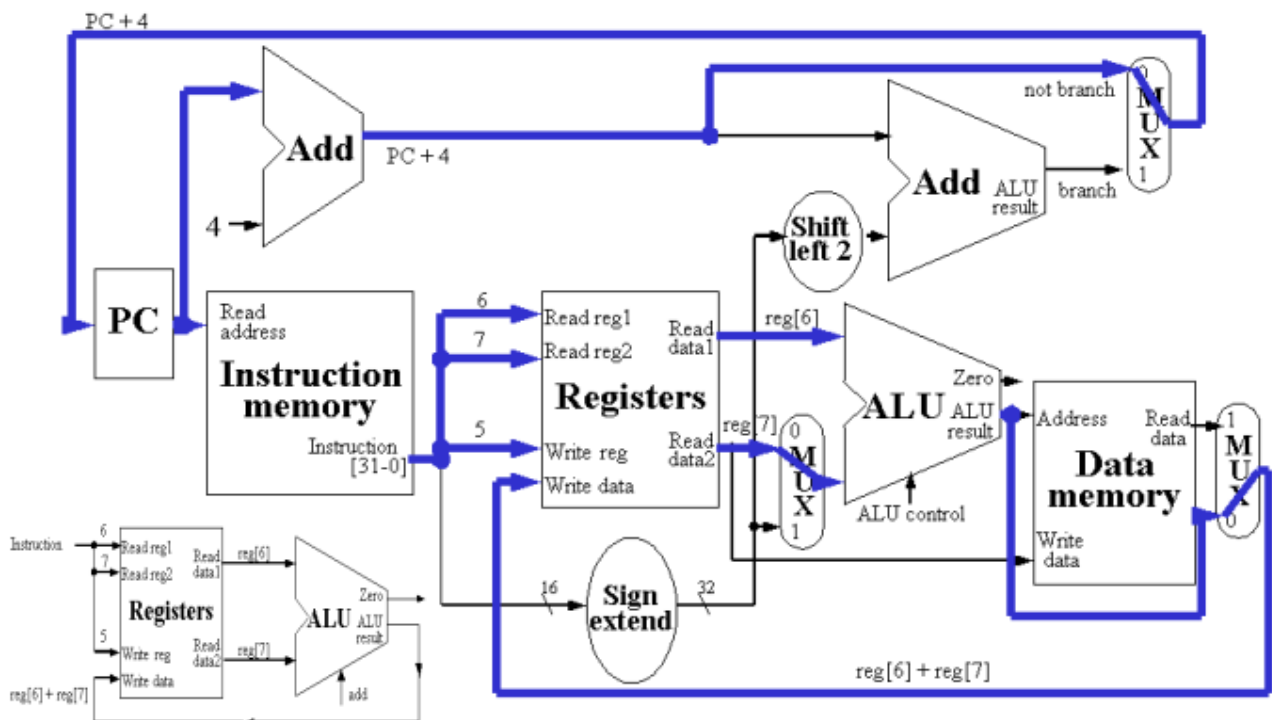 PC + 4
Add
PC + 4
4
not branch
0
MUX
1
branch
Add
ALU
result
Shift
left 2
PC
Read
address
Instruction
memory
Instruction
[31-0]
6
7
5
Read reg1
Read reg2
Registers
Write reg
Write data
Read
data1
Read
data2
reg[6]
reg[7]
0
MUX
1
ALU
Zero
ALU
result
ALU control
Address
Read
data
Data
memory
Write
data
1
MUX
0
16
Sign
extend
32
reg[6] + reg[7]
Instruction
6
7
5
Read reg1
Read reg2
Registers
Write reg
Write data
Read
data1
Read
data2
reg[6]
reg[7]
ALU
Zero
ALU
result
add
reg[6] + reg[7]